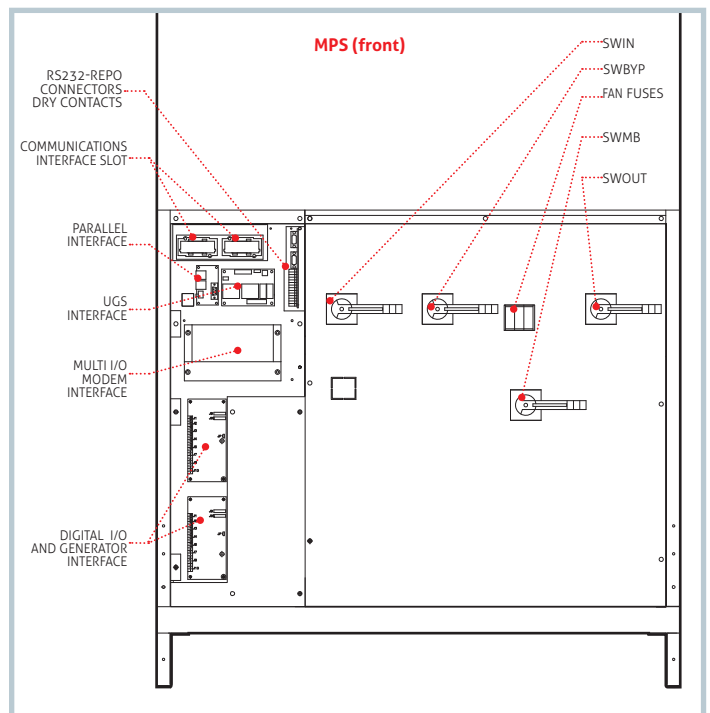 MPS (front)
RS232-REPO
CONNECTORS
DRY CONTACTS
COMMUNICATIONS
INTERFACE SLOT
PARALLEL
INTERFACE
UGS
INTERFACE
MULTI I/O
MODEM
INTERFACE
DIGITAL I/O
AND GENERATOR
INTERFACE
SWIN
SWBYP
FAN FUSES
SWMB
SWOUT